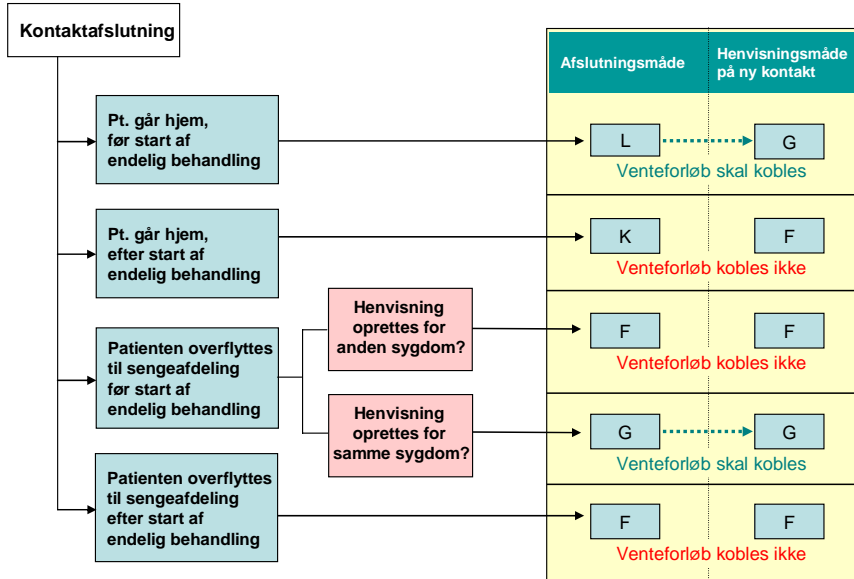 Kontaktafslutning
Afslutningsmåde
Henvisningsmåde
på ny kontakt
Pt. går hjem,
før start af
endelig behandling
L
G
Venteforløb skal kobles
Pt. går hjem,
efter start af
endelig behandling
K
F
Venteforløb kobles ikke
Patienten overflyttes
til sengeafdeling
før start af
endelig behandling
Henvisning
oprettes for
anden sygdom?
F
F
Venteforløb kobles ikke
Henvisning
oprettes for
samme sygdom?
G
G
Venteforløb skal kobles
Patienten overflyttes
til sengeafdeling
efter start af
endelig behandling
F
F
Venteforløb kobles ikke